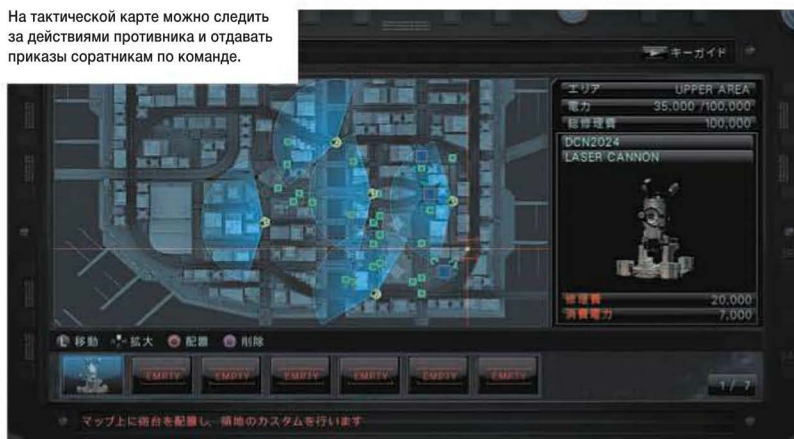 На тактической карте можно следить
за действиями противника и отдавать
приказы соратникам по команде.
キーガイド
エリア UPPER AREA
電力 35,000 /100,000
総修理費 100,000
DCN2024
LASER CANNON
修理費 20,000
消費電力 7,000
L 移動 拡大 配置 削除
EMPTY EMPTY EMPTY EMPTY EMPTY EMPTY
1 / 7
マップ上に砲台を配置し、領地のカスタムを行います